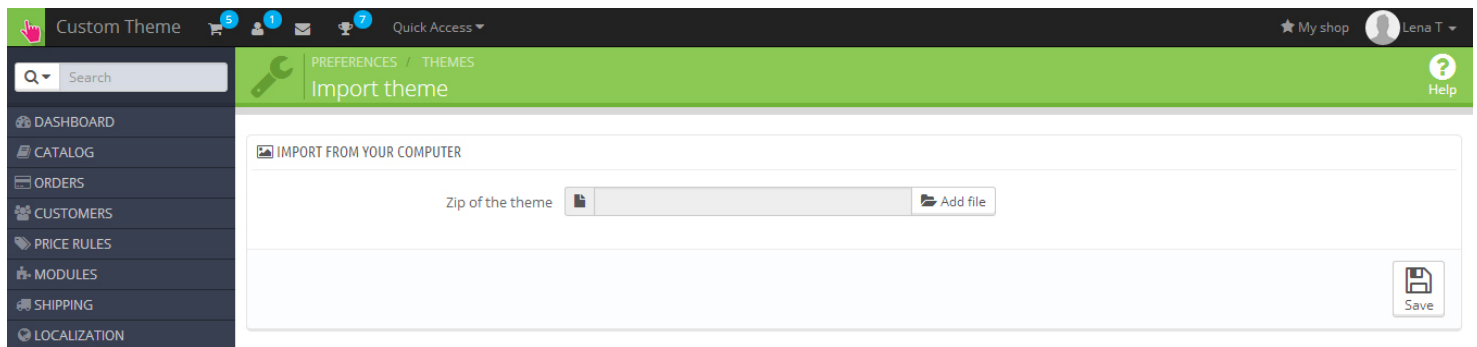 Custom Theme 5 1 7 Quick Access My shop Lena T
Search
PREFERENCES / THEMES
Import theme
Help
DASHBOARD
CATALOG
ORDERS
CUSTOMERS
PRICE RULES
MODULES
SHIPPING
LOCALIZATION
IMPORT FROM YOUR COMPUTER
Zip of the theme Add file
Save